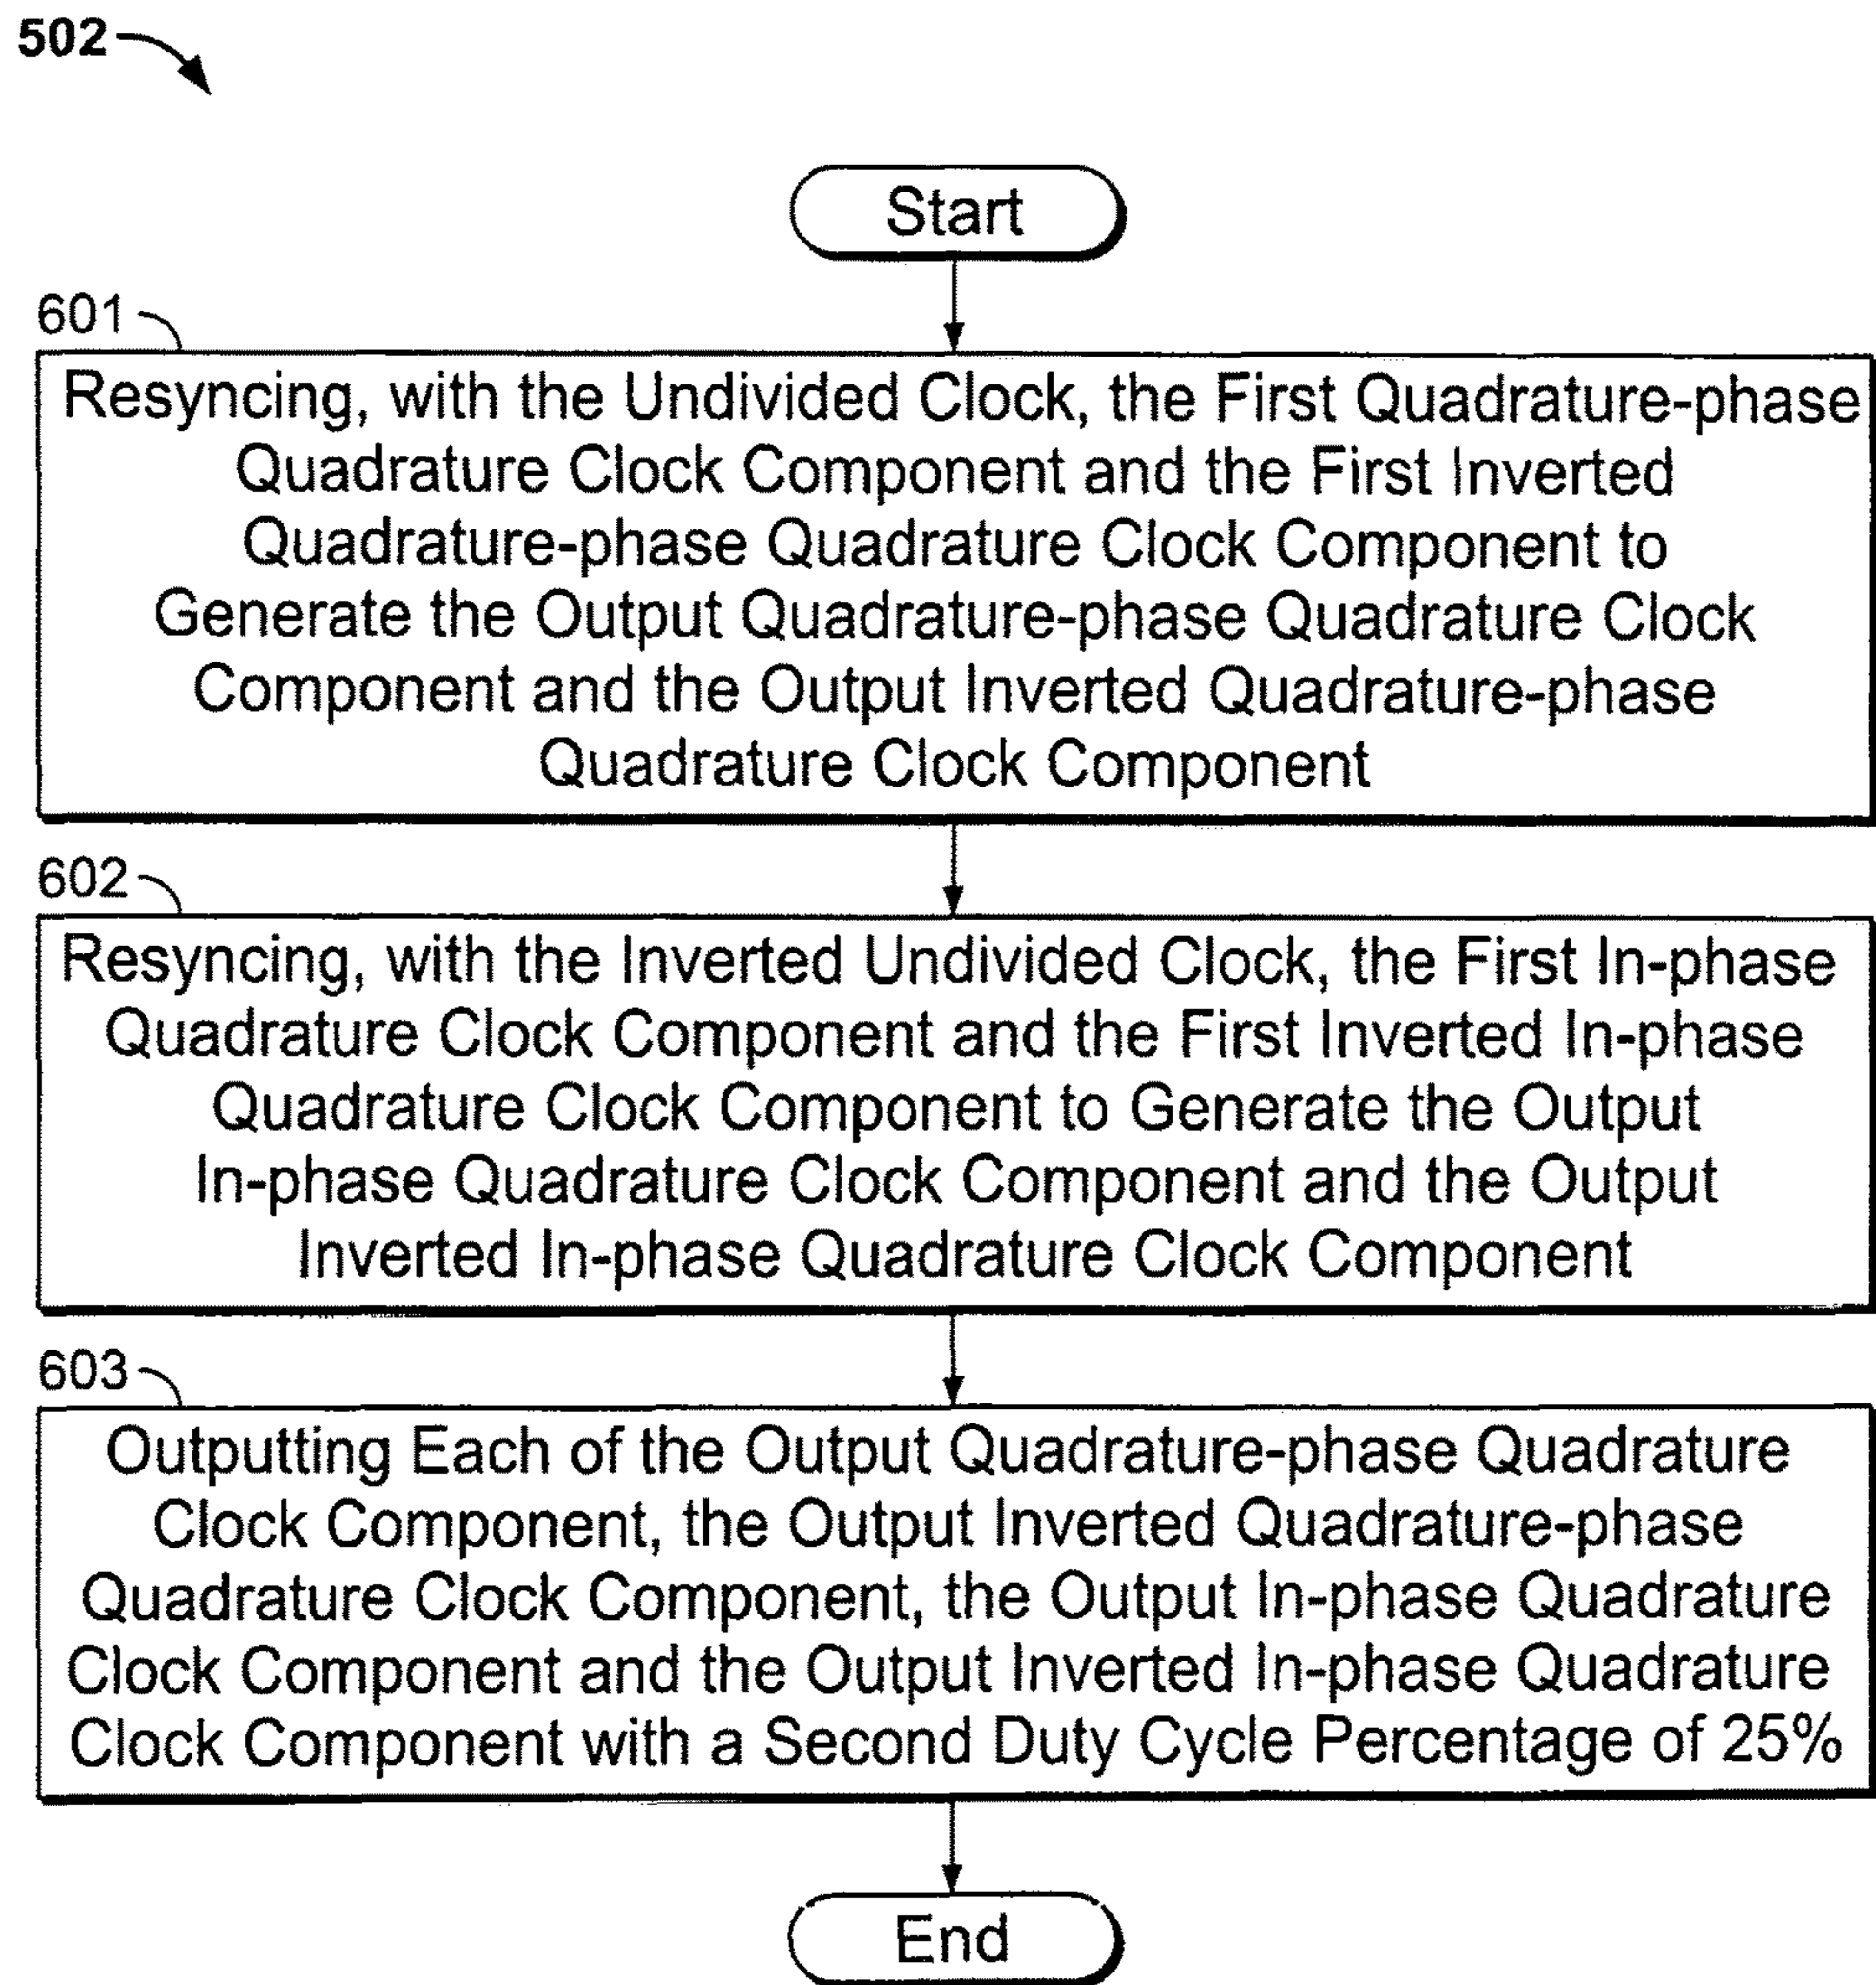 502
Start
601
Resyncing, with the Undivided Clock, the First Quadrature-phase
Quadrature Clock Component and the First Inverted
Quadrature-phase Quadrature Clock Component to
Generate the Output Quadrature-phase Quadrature Clock
Component and the Output Inverted Quadrature-phase
Quadrature Clock Component
602
Resyncing, with the Inverted Undivided Clock, the First In-phase
Quadrature Clock Component and the First Inverted In-phase
Quadrature Clock Component to Generate the Output
In-phase Quadrature Clock Component and the Output
Inverted In-phase Quadrature Clock Component
603
Outputting Each of the Output Quadrature-phase Quadrature
Clock Component, the Output Inverted Quadrature-phase
Quadrature Clock Component, the Output In-phase Quadrature
Clock Component and the Output Inverted In-phase Quadrature
Clock Component with a Second Duty Cycle Percentage of 25%
End